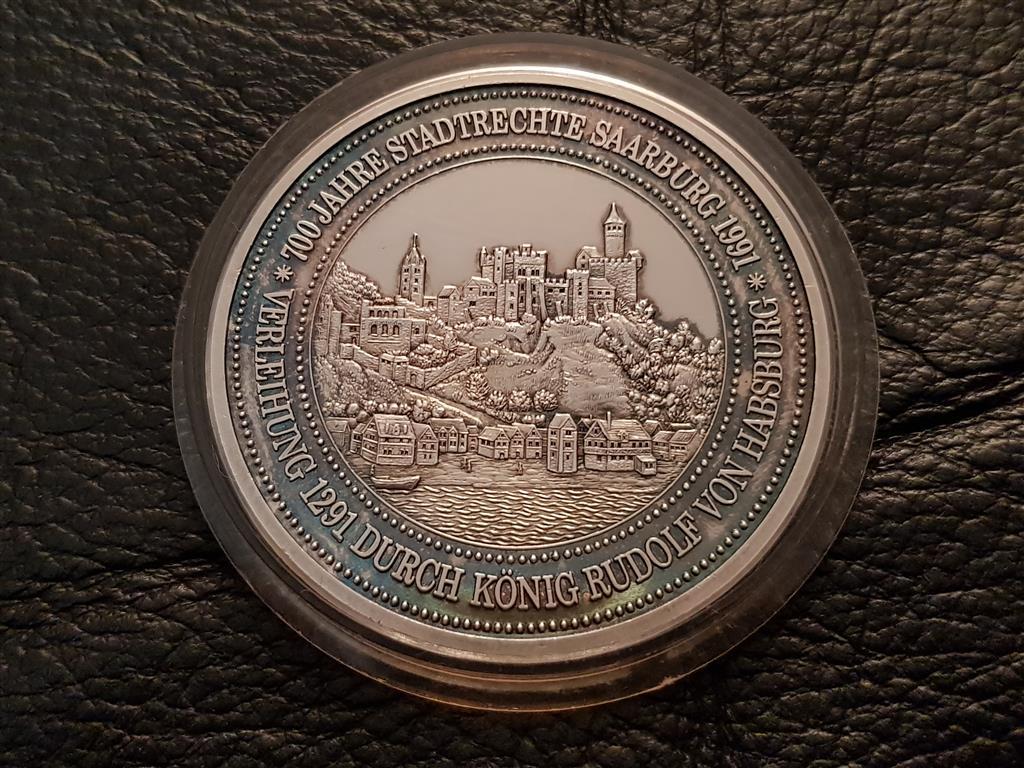 * 700 JAHRE STADTRECHTE SAARBURG 1991 *
VERLEIHUNG 1291 DURCH KÖNIG RUDOLF VON HABSBURG